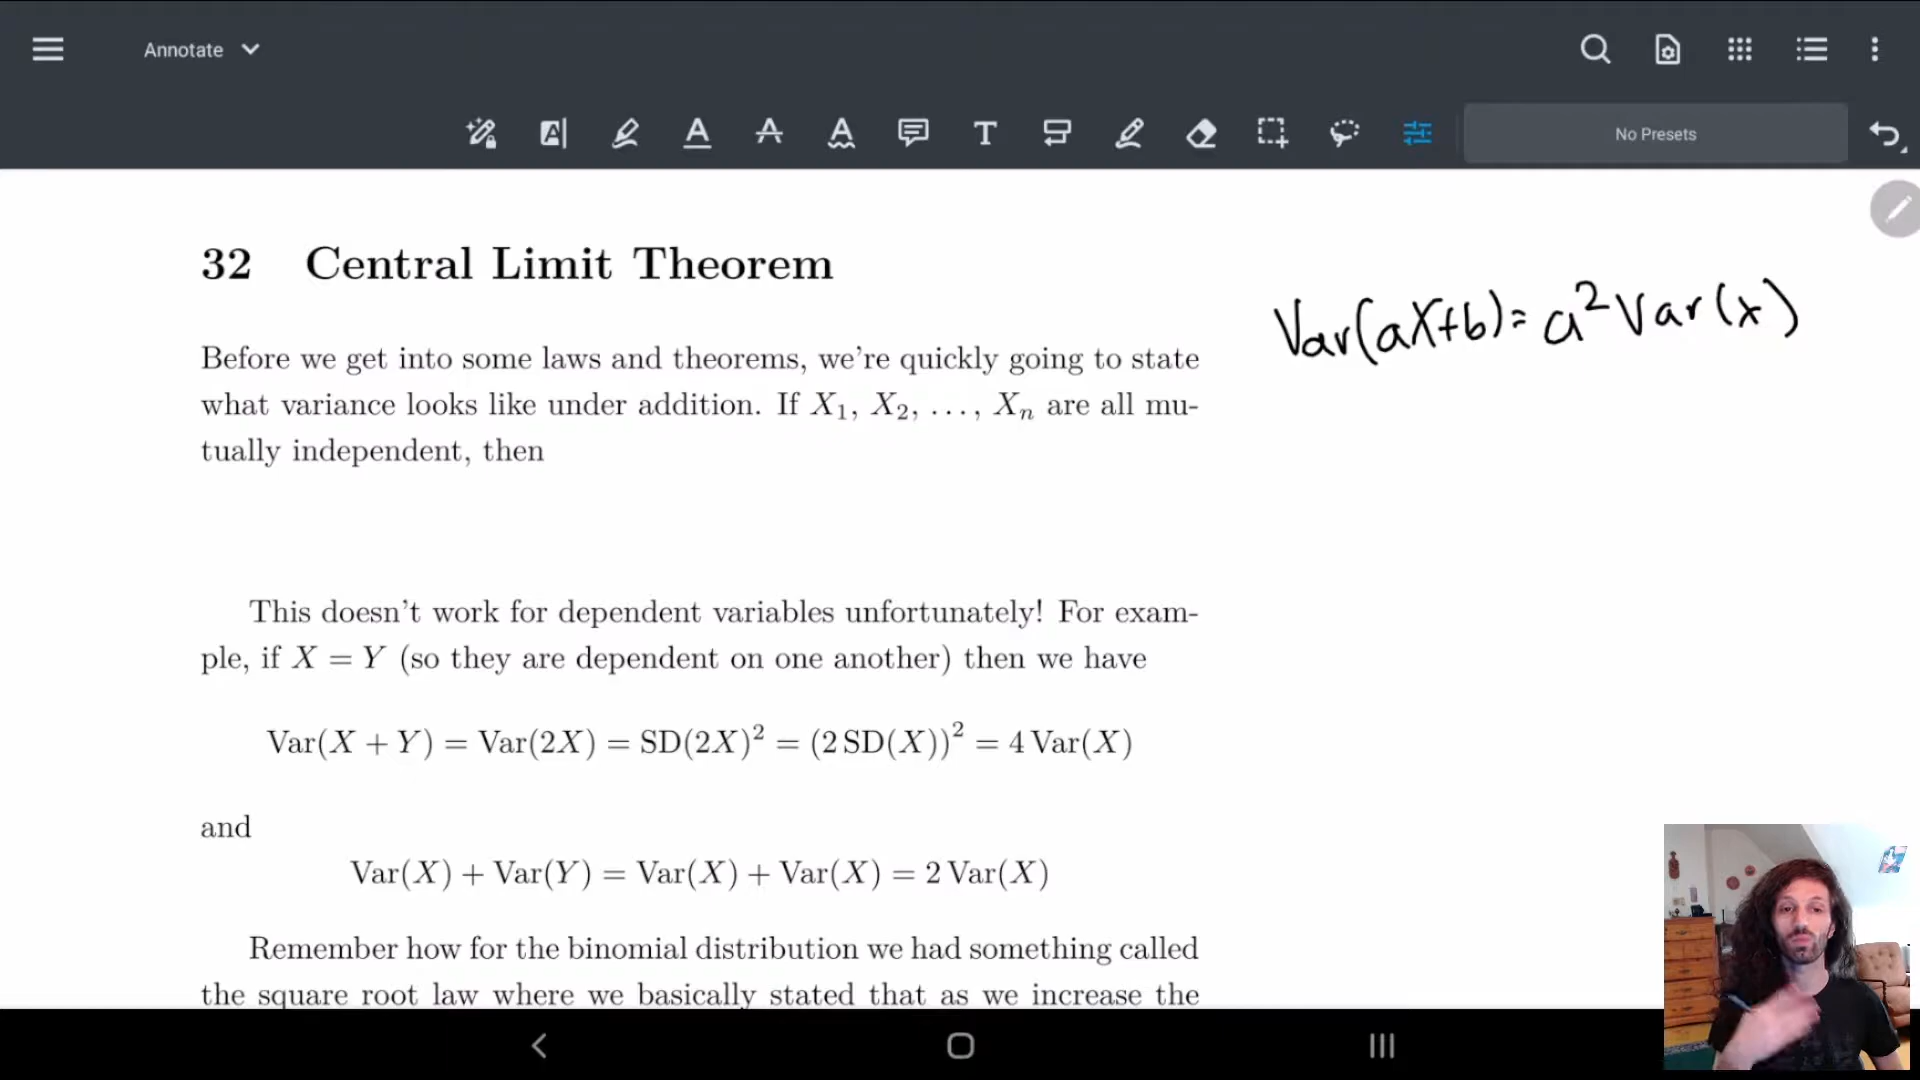 Annotate
No Presets
32 Central Limit Theorem
Var(aX+b)=a²Var(x)
Before we get into some laws and theorems, we're quickly going to state
what variance looks like under addition. If X₁, X₂, ..., Xₙ are all mu-
tually independent, then
This doesn't work for dependent variables unfortunately! For exam-
ple, if X = Y (so they are dependent on one another) then we have
Var(X + Y) = Var(2X) = SD(2X)² = (2 SD(X))² = 4 Var(X)
and
Var(X) + Var(Y) = Var(X) + Var(X) = 2 Var(X)
Remember how for the binomial distribution we had something called
the square root law where we basically stated that as we increase the